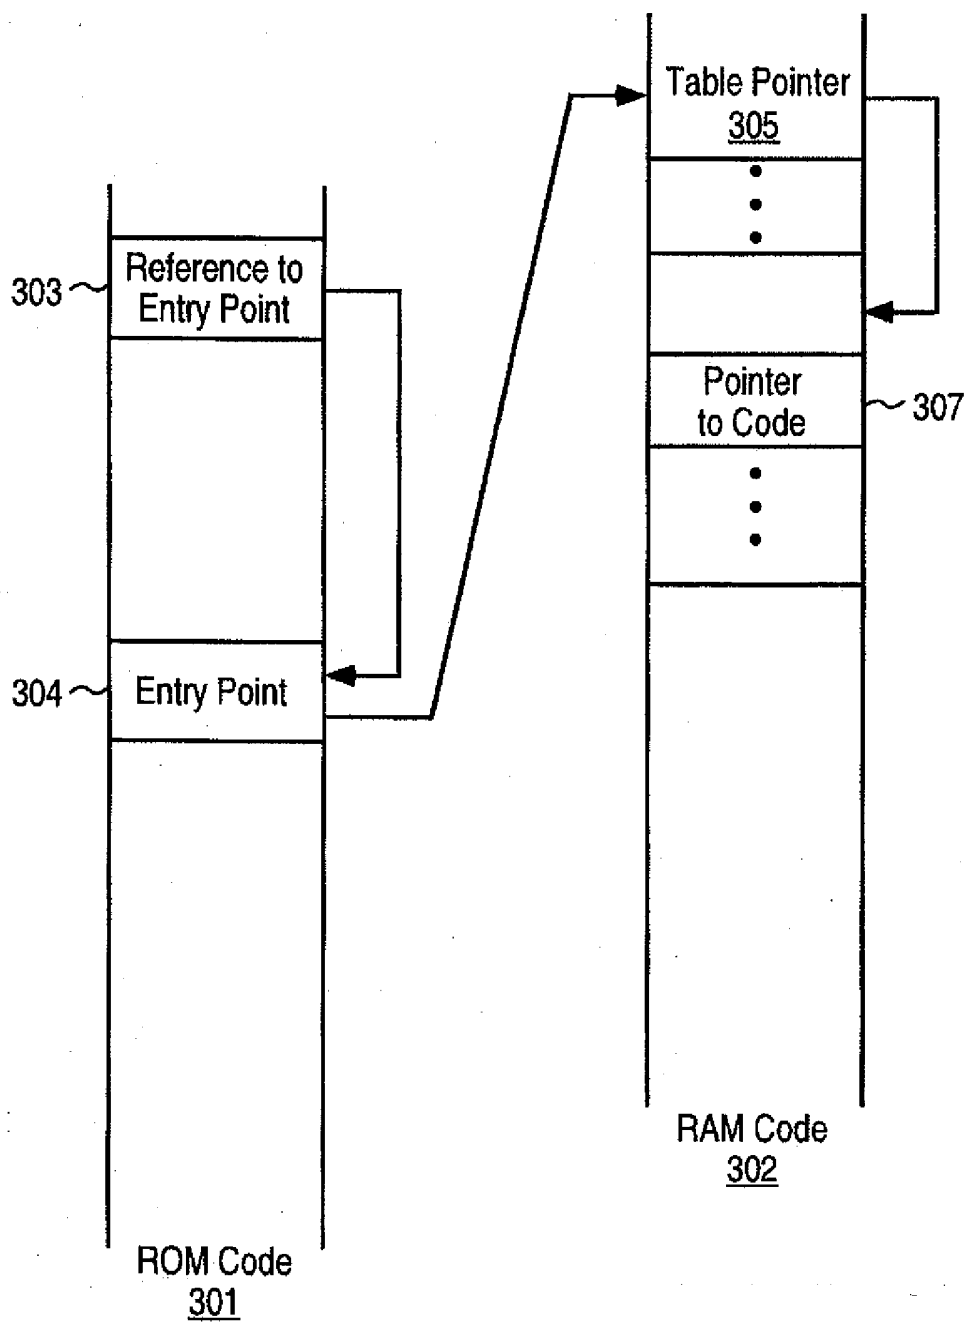 Table Pointer
305
303
Reference to
Entry Point
Pointer
to Code
307
304
Entry Point
RAM Code
302
ROM Code
301